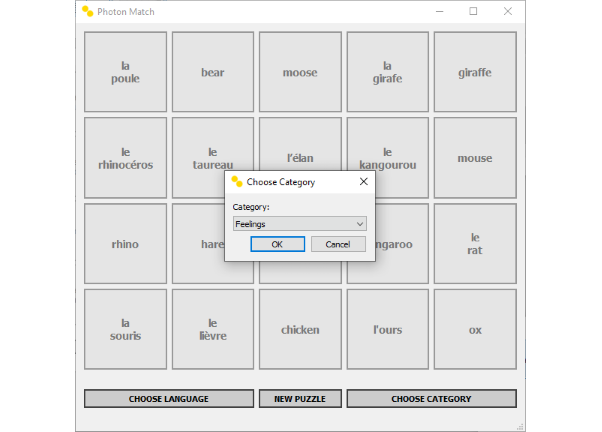 Photon Match
la
poule
bear
moose
la
girafe
giraffe
le
rhinocéros
le
taureau
l'élan
le
kangourou
mouse
Choose Category
Category:
Feelings
OK
Cancel
rhino
hare
ngaroo
le
rat
la
souris
le
lièvre
chicken
l'ours
ox
CHOOSE LANGUAGE
NEW PUZZLE
CHOOSE CATEGORY